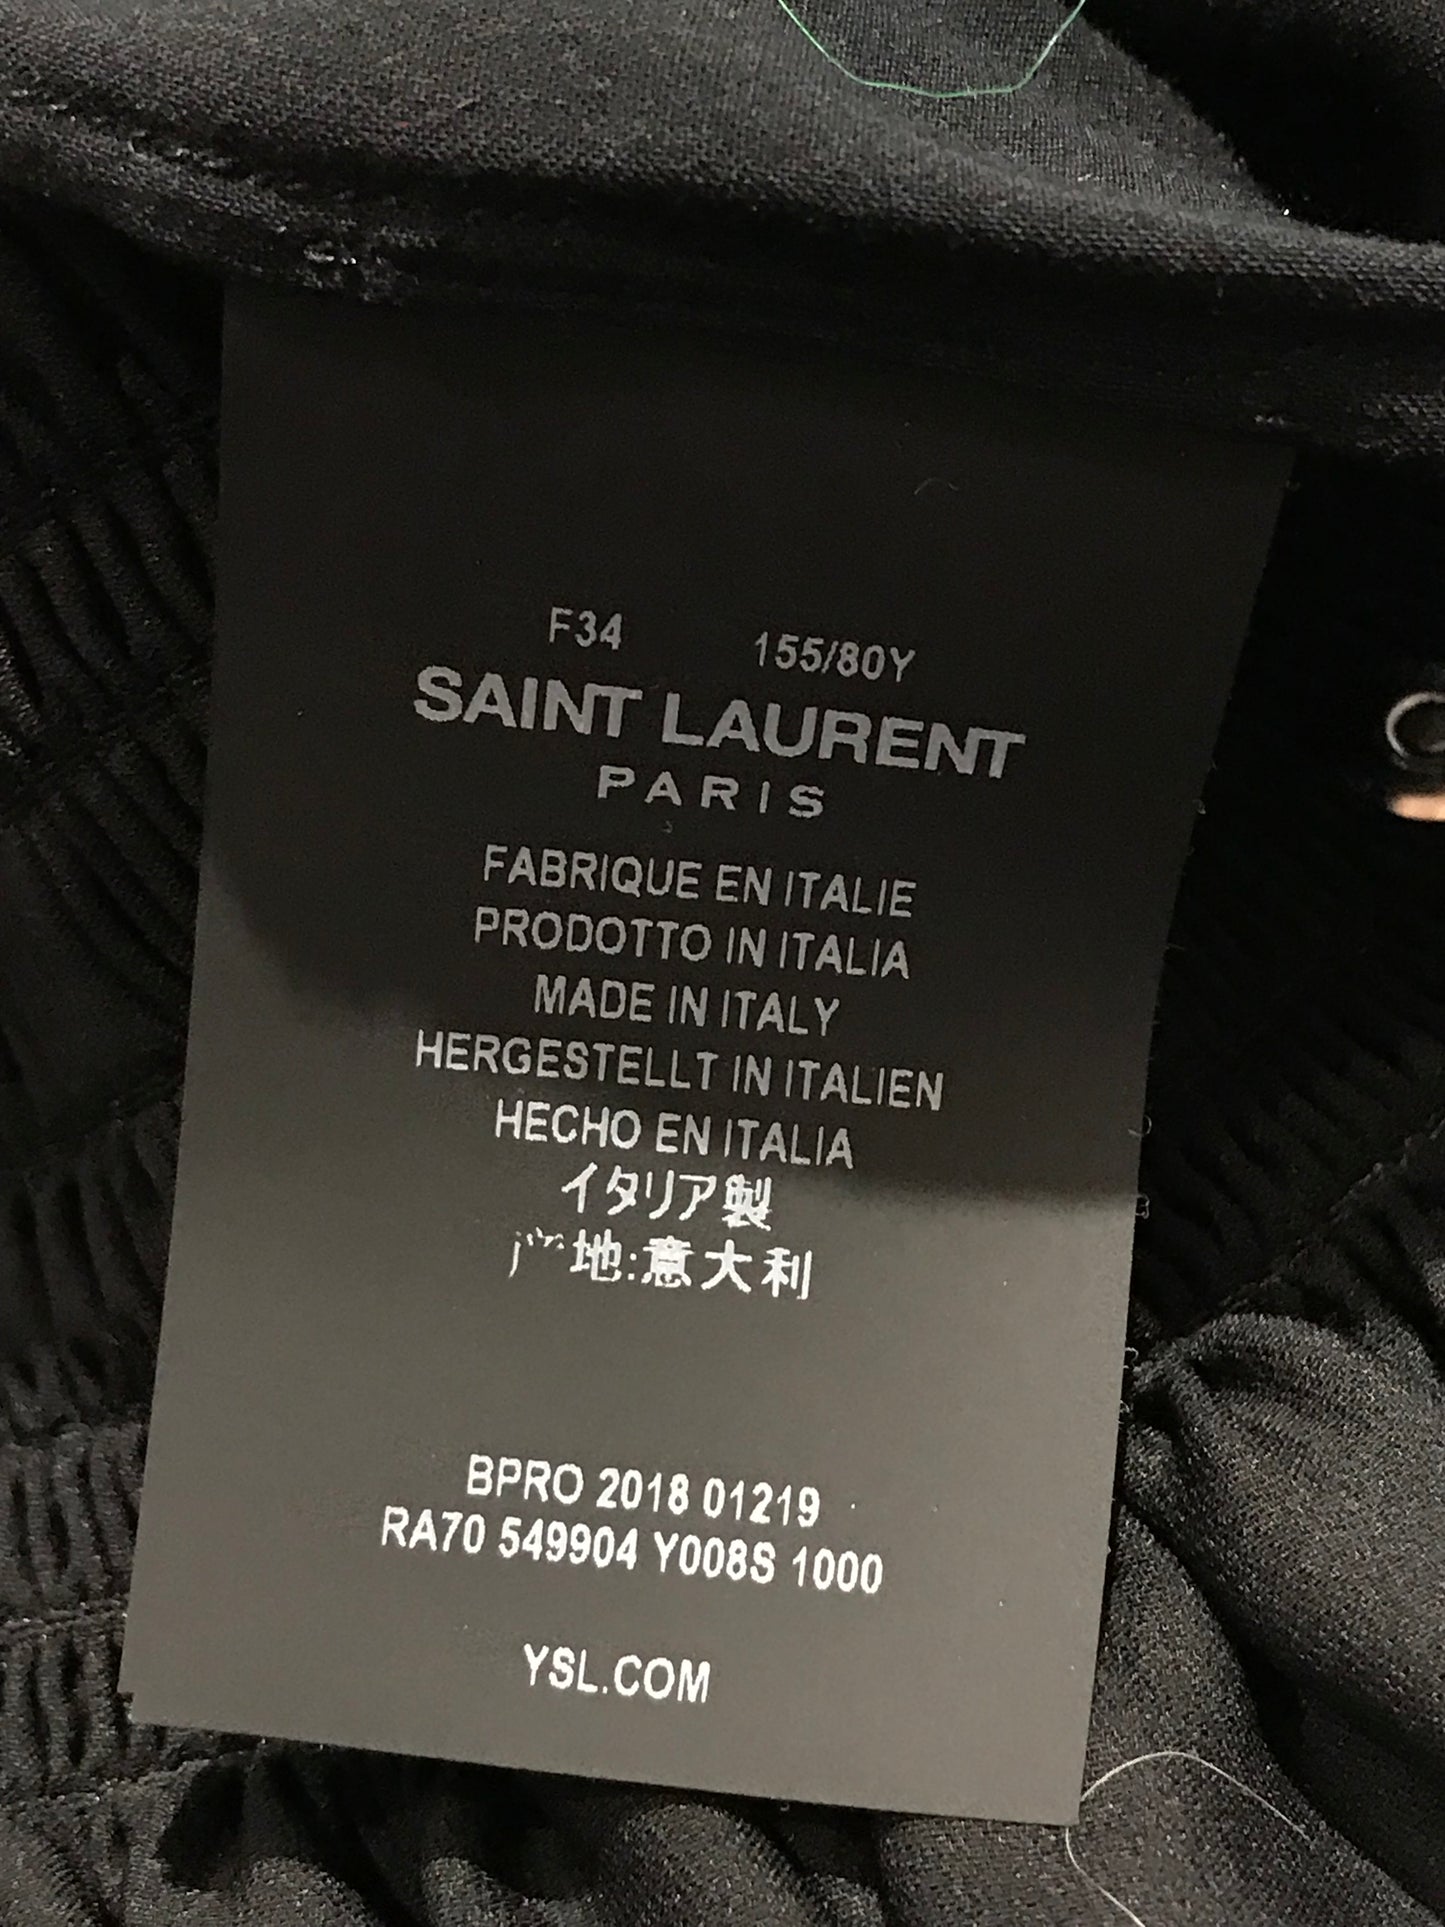 F34 155/80Y
SAINT LAURENT
PARIS
FABRIQUE EN ITALIE
PRODOTTO IN ITALIA
MADE IN ITALY
HERGESTELLT IN ITALIEN
HECHO EN ITALIA
イタリア製
产地:意大利
BPRO 2018 01219
RA70 549904 Y008S 1000
YSL.COM